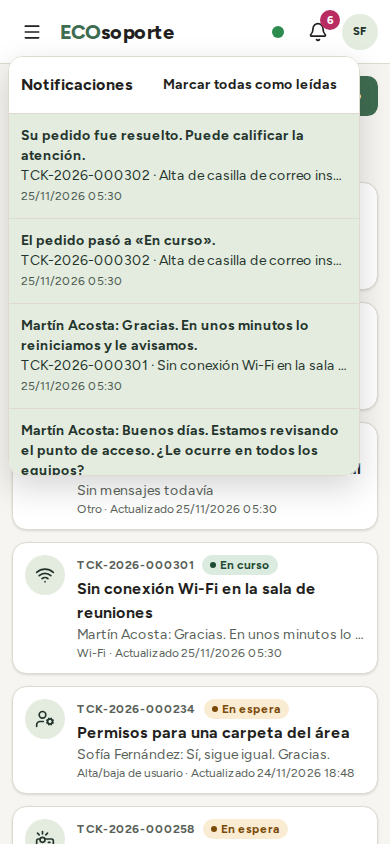 ECOsoporte
6
SF
Notificaciones
Marcar todas como leídas
Su pedido fue resuelto. Puede calificar la
atención.
TCK-2026-000302 · Alta de casilla de correo ins...
25/11/2026 05:30
El pedido pasó a «En curso».
TCK-2026-000302 · Alta de casilla de correo ins...
25/11/2026 05:30
Martín Acosta: Gracias. En unos minutos lo
reiniciamos y le avisamos.
TCK-2026-000301 · Sin conexión Wi-Fi en la sala ...
25/11/2026 05:30
Martín Acosta: Buenos días. Estamos revisando
el punto de acceso. ¿Le ocurre en todos los
equipos?
Sin mensajes todavía
Otro · Actualizado 25/11/2026 05:30
TCK-2026-000301
En curso
Sin conexión Wi-Fi en la sala de
reuniones
Martín Acosta: Gracias. En unos minutos lo ...
Wi-Fi · Actualizado 25/11/2026 05:30
TCK-2026-000234
En espera
Permisos para una carpeta del área
Sofía Fernández: Sí, sigue igual. Gracias.
Alta/baja de usuario · Actualizado 24/11/2026 18:48
TCK-2026-000258
En espera